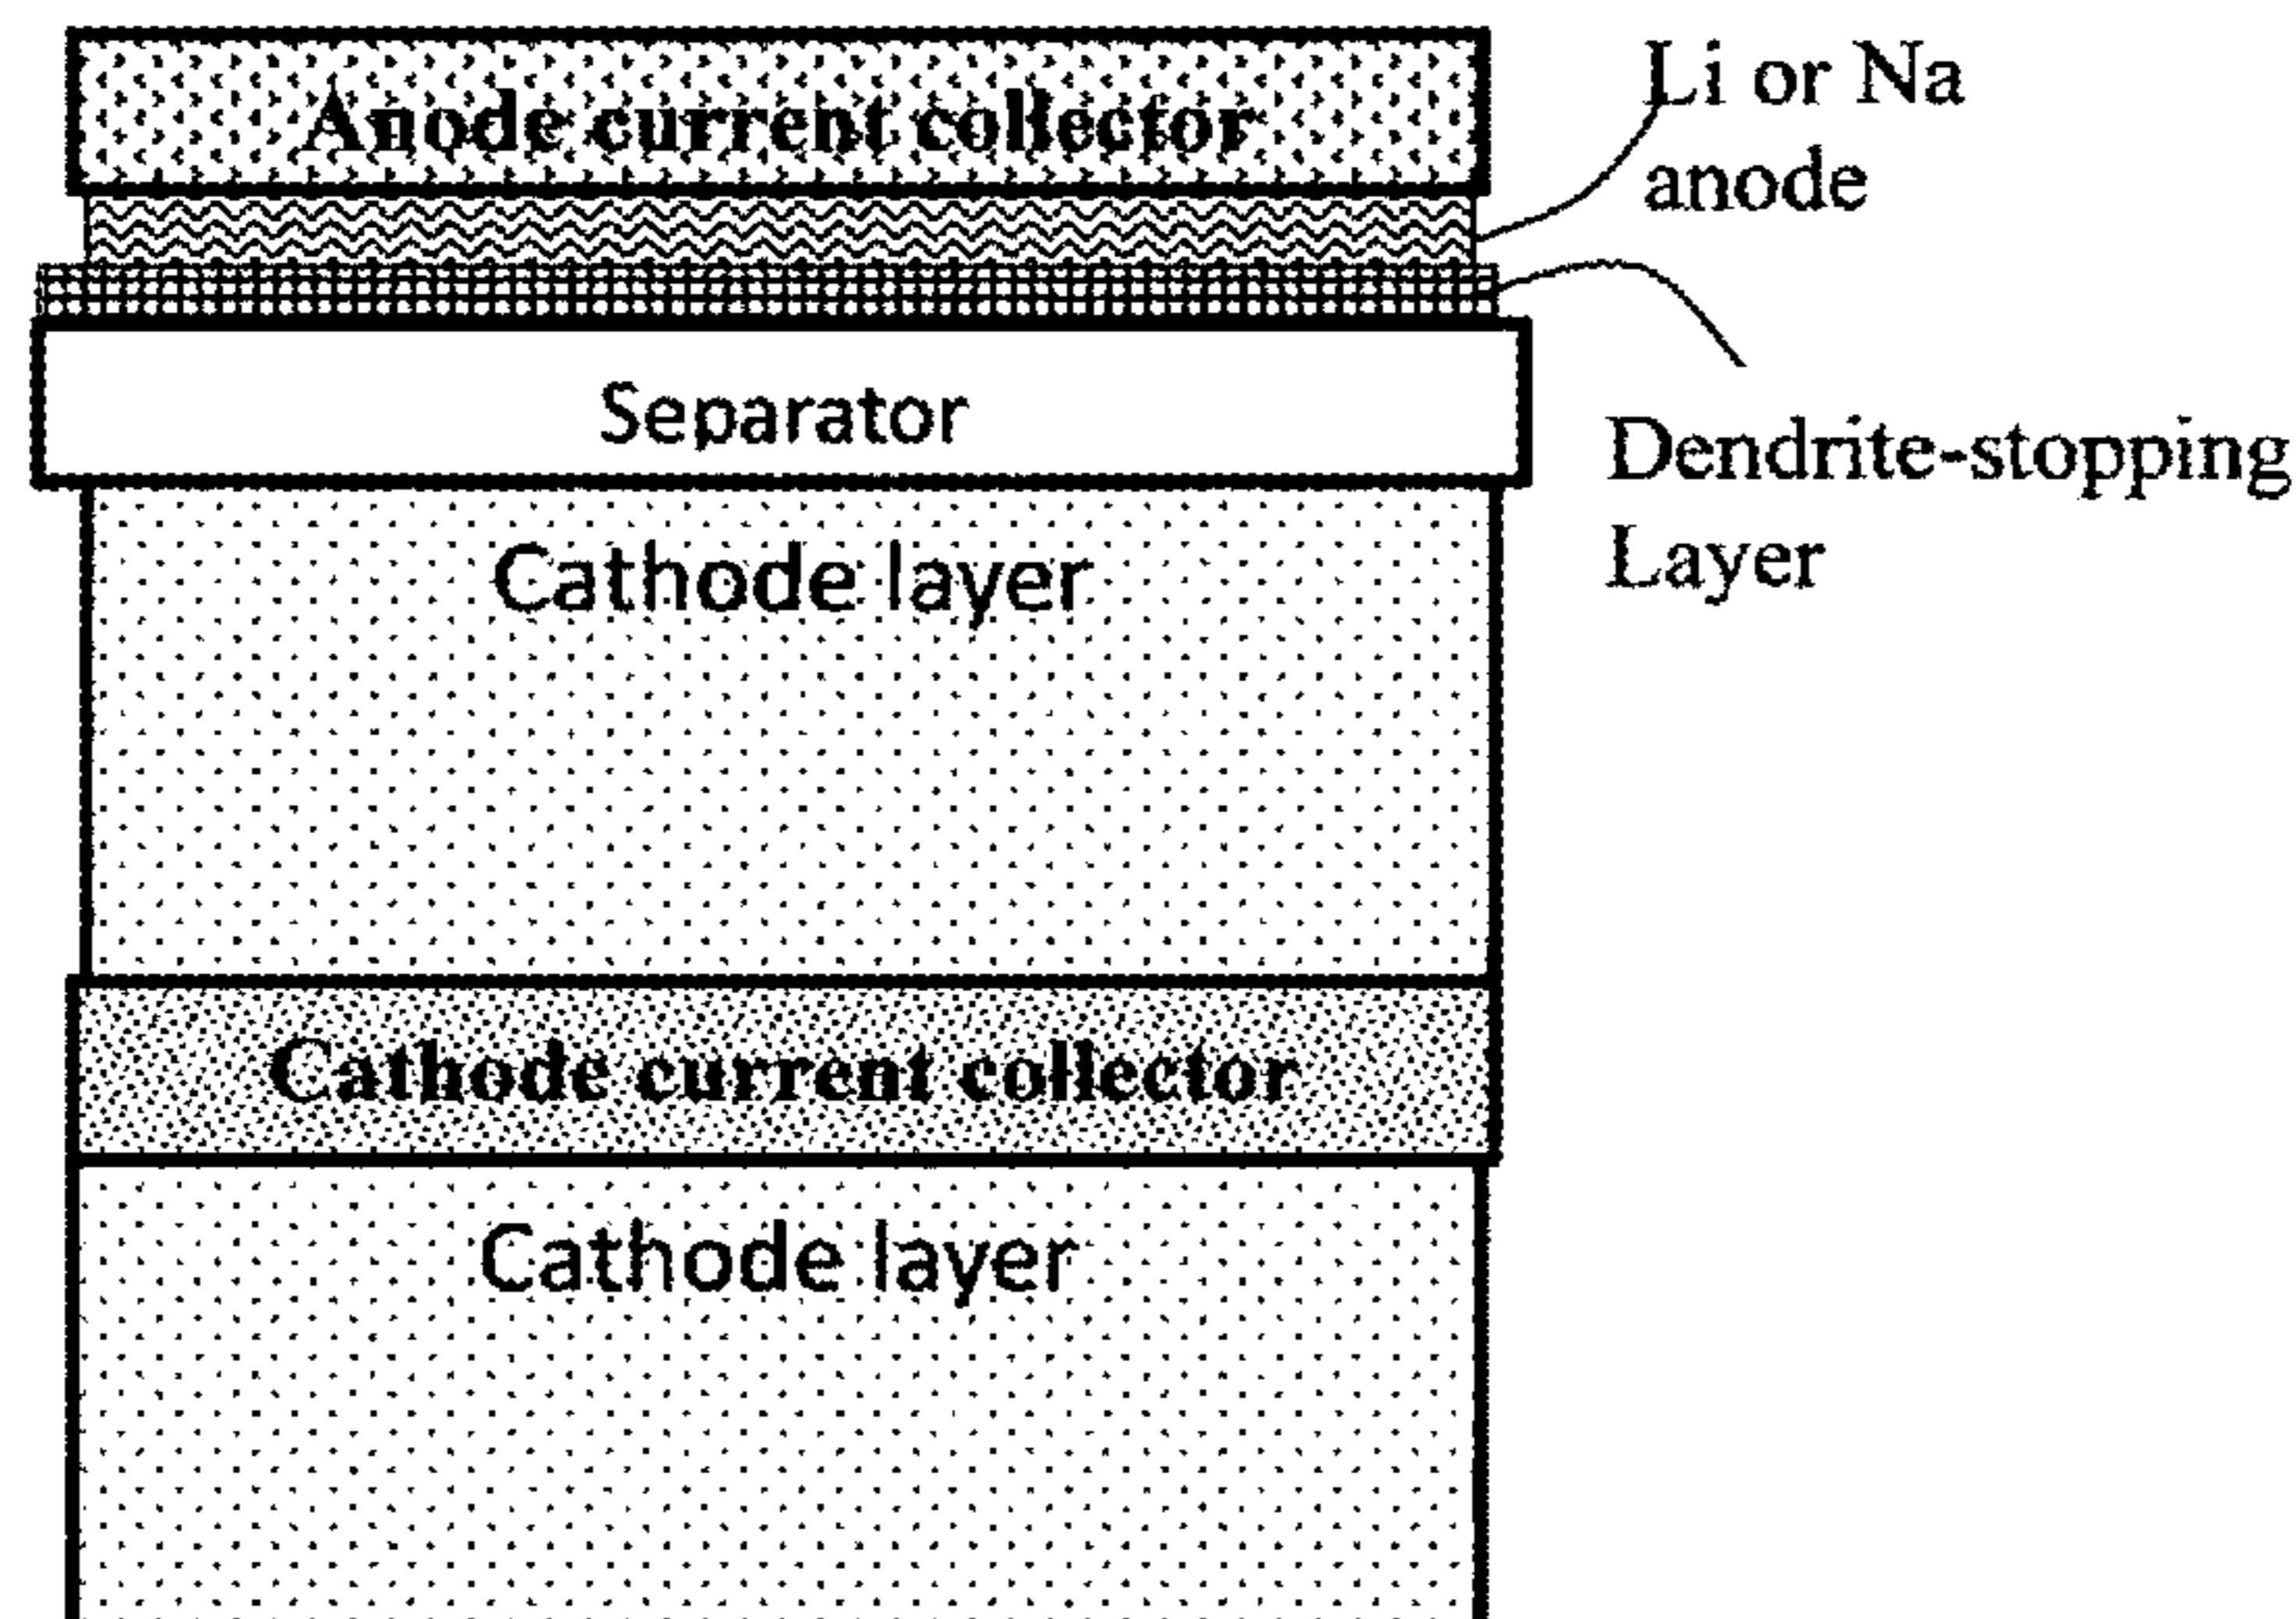 Anode current collector
Li or Na
anode
Separator
Dendrite-stopping
Layer
Cathode layer
Cathode current collector
Cathode layer